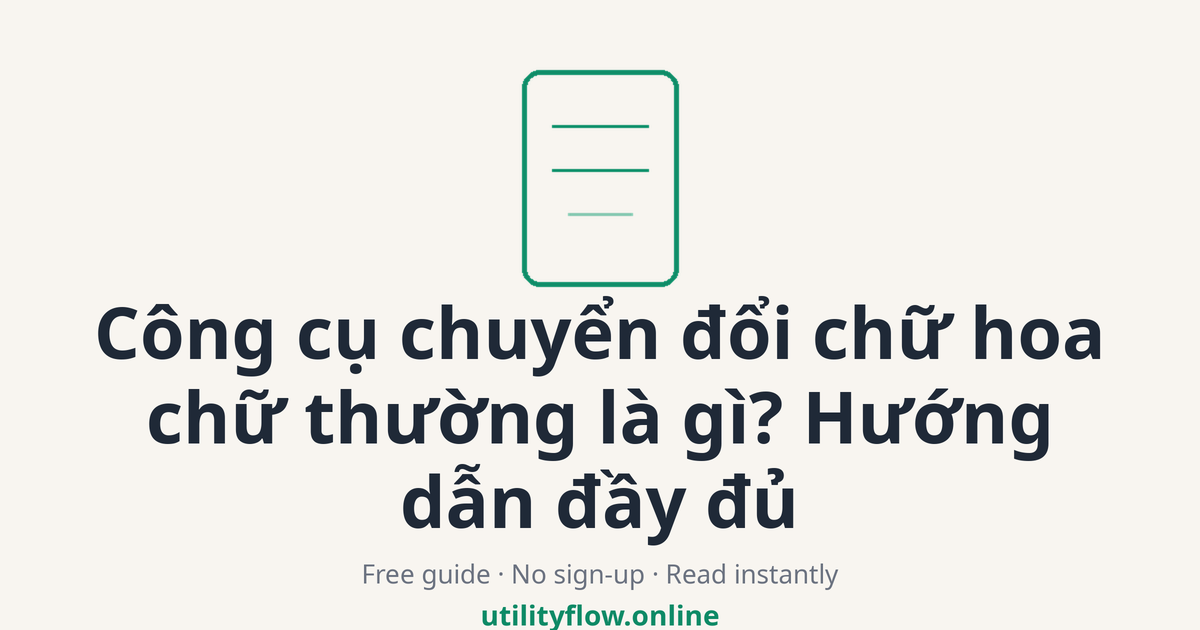 Công cụ chuyển đổi chữ hoa
chữ thường là gì? Hướng
dẫn đầy đủ
Free guide · No sign-up · Read instantly
utilityflow.online